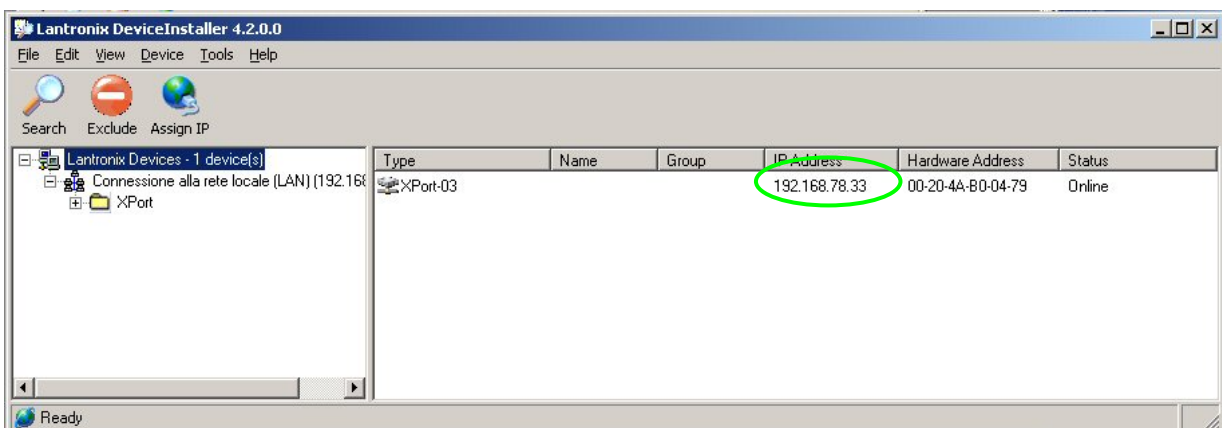 Lantronix DeviceInstaller 4.2.0.0
File Edit View Device Tools Help
Search Exclude Assign IP
Lantronix Devices - 1 device(s)
Connessione alla rete locale (LAN) (192.168
XPort
Type Name Group IP Address Hardware Address Status
XPort-03 192.168.78.33 00-20-4A-B0-04-79 Online
Ready